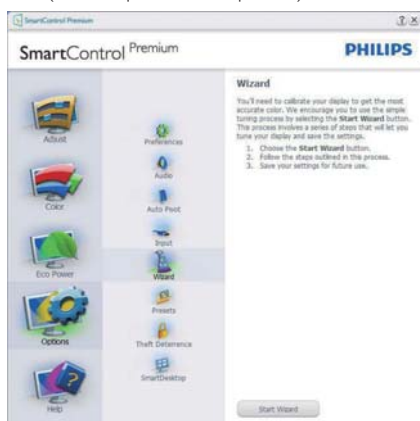 SmartControl Premium
SmartControl Premium
PHILIPS
Adjust
Color
Eco Power
Options
Help
Preferences
Audio
Auto Pivot
Input
Wizard
Presets
Theft Deterrence
SmartDesktop
Wizard
You'll need to calibrate your display to get the most
accurate color. We encourage you to use the simple
tuning process by selecting the Start Wizard button.
This process involves a series of steps that will let you
tune your display and save the settings.
1. Choose the Start Wizard button.
2. Follow the steps outlined in the process.
3. Save your settings for future use.
Start Wizard